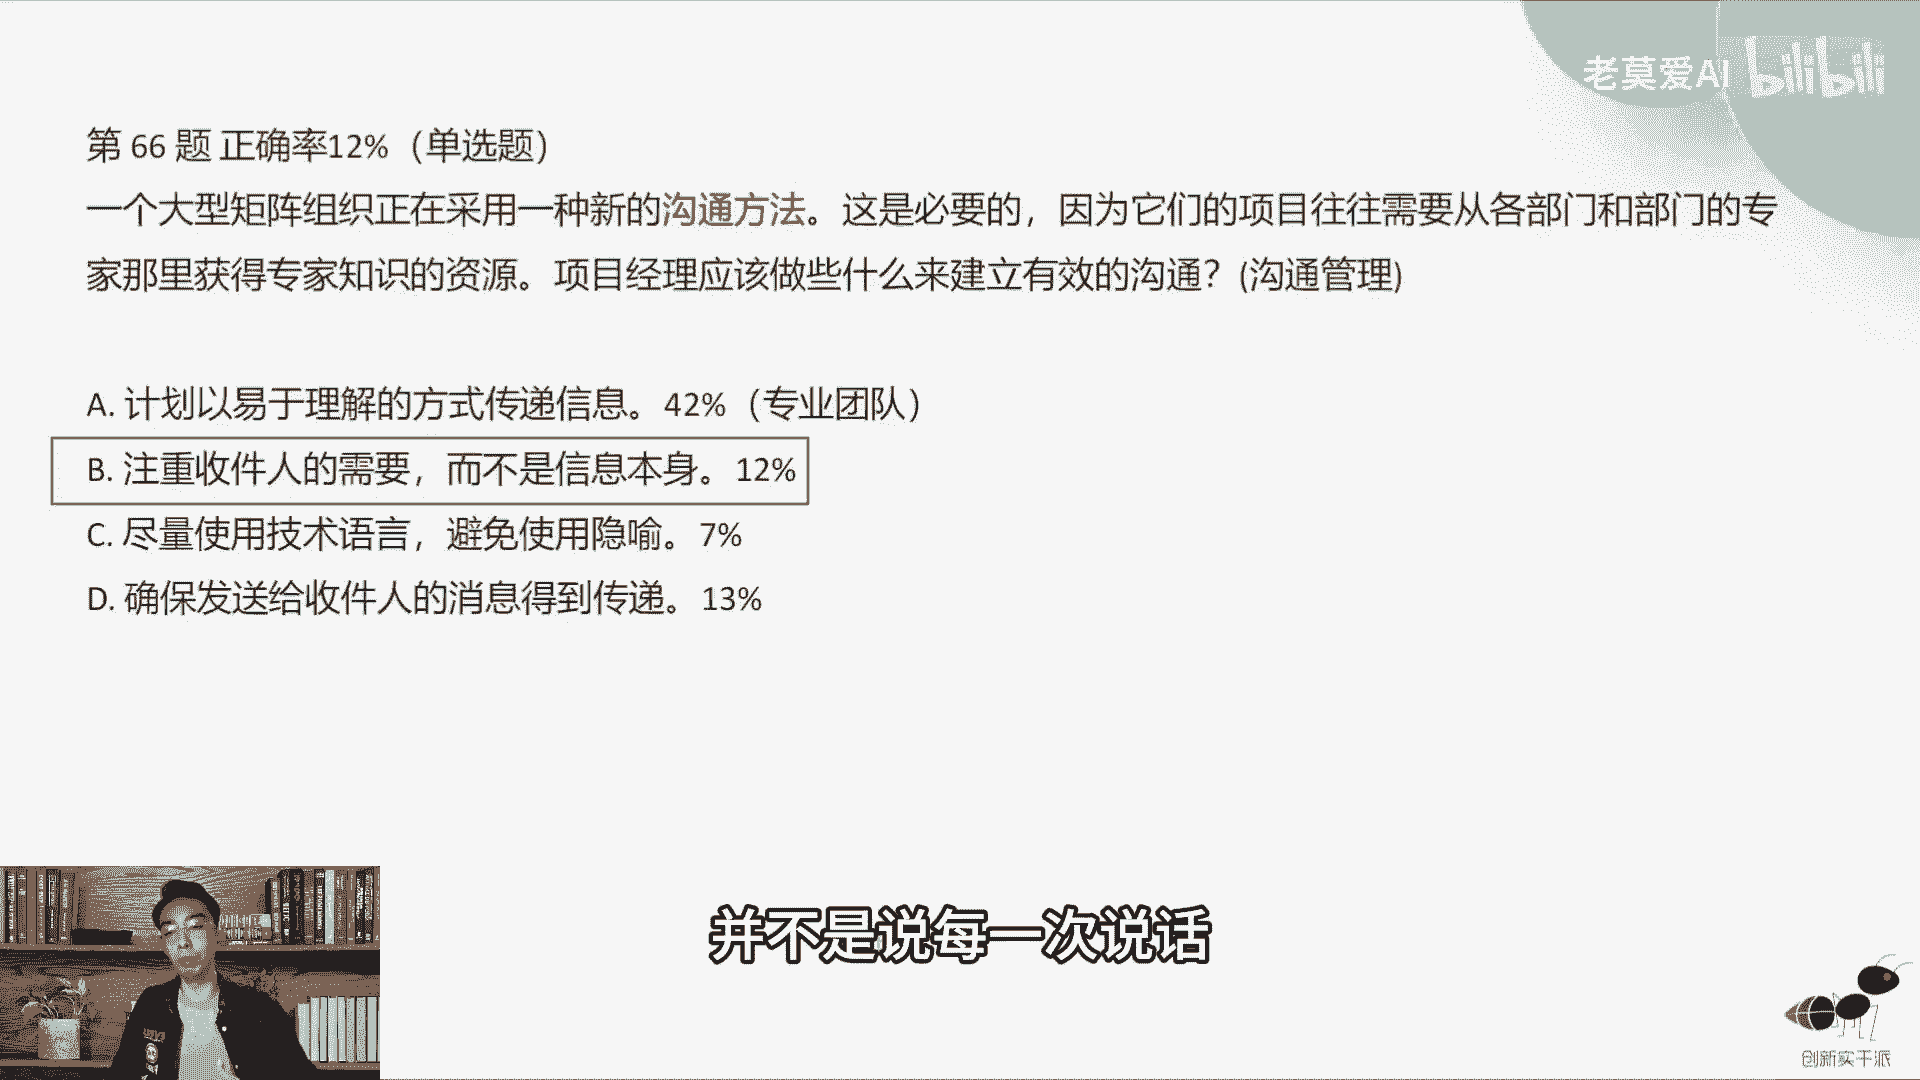 老莫爱AI bilibili
第 66 题 正确率12%（单选题）
一个大型矩阵组织正在采用一种新的沟通方法。这是必要的，因为它们的项目往往需要从各部门和部门的专
家那里获得专家知识的资源。项目经理应该做些什么来建立有效的沟通？(沟通管理)
A. 计划以易于理解的方式传递信息。42%（专业团队）
B. 注重收件人的需要，而不是信息本身。12%
C. 尽量使用技术语言，避免使用隐喻。7%
D. 确保发送给收件人的消息得到传递。13%
并不是说每一次说话
创新实干派